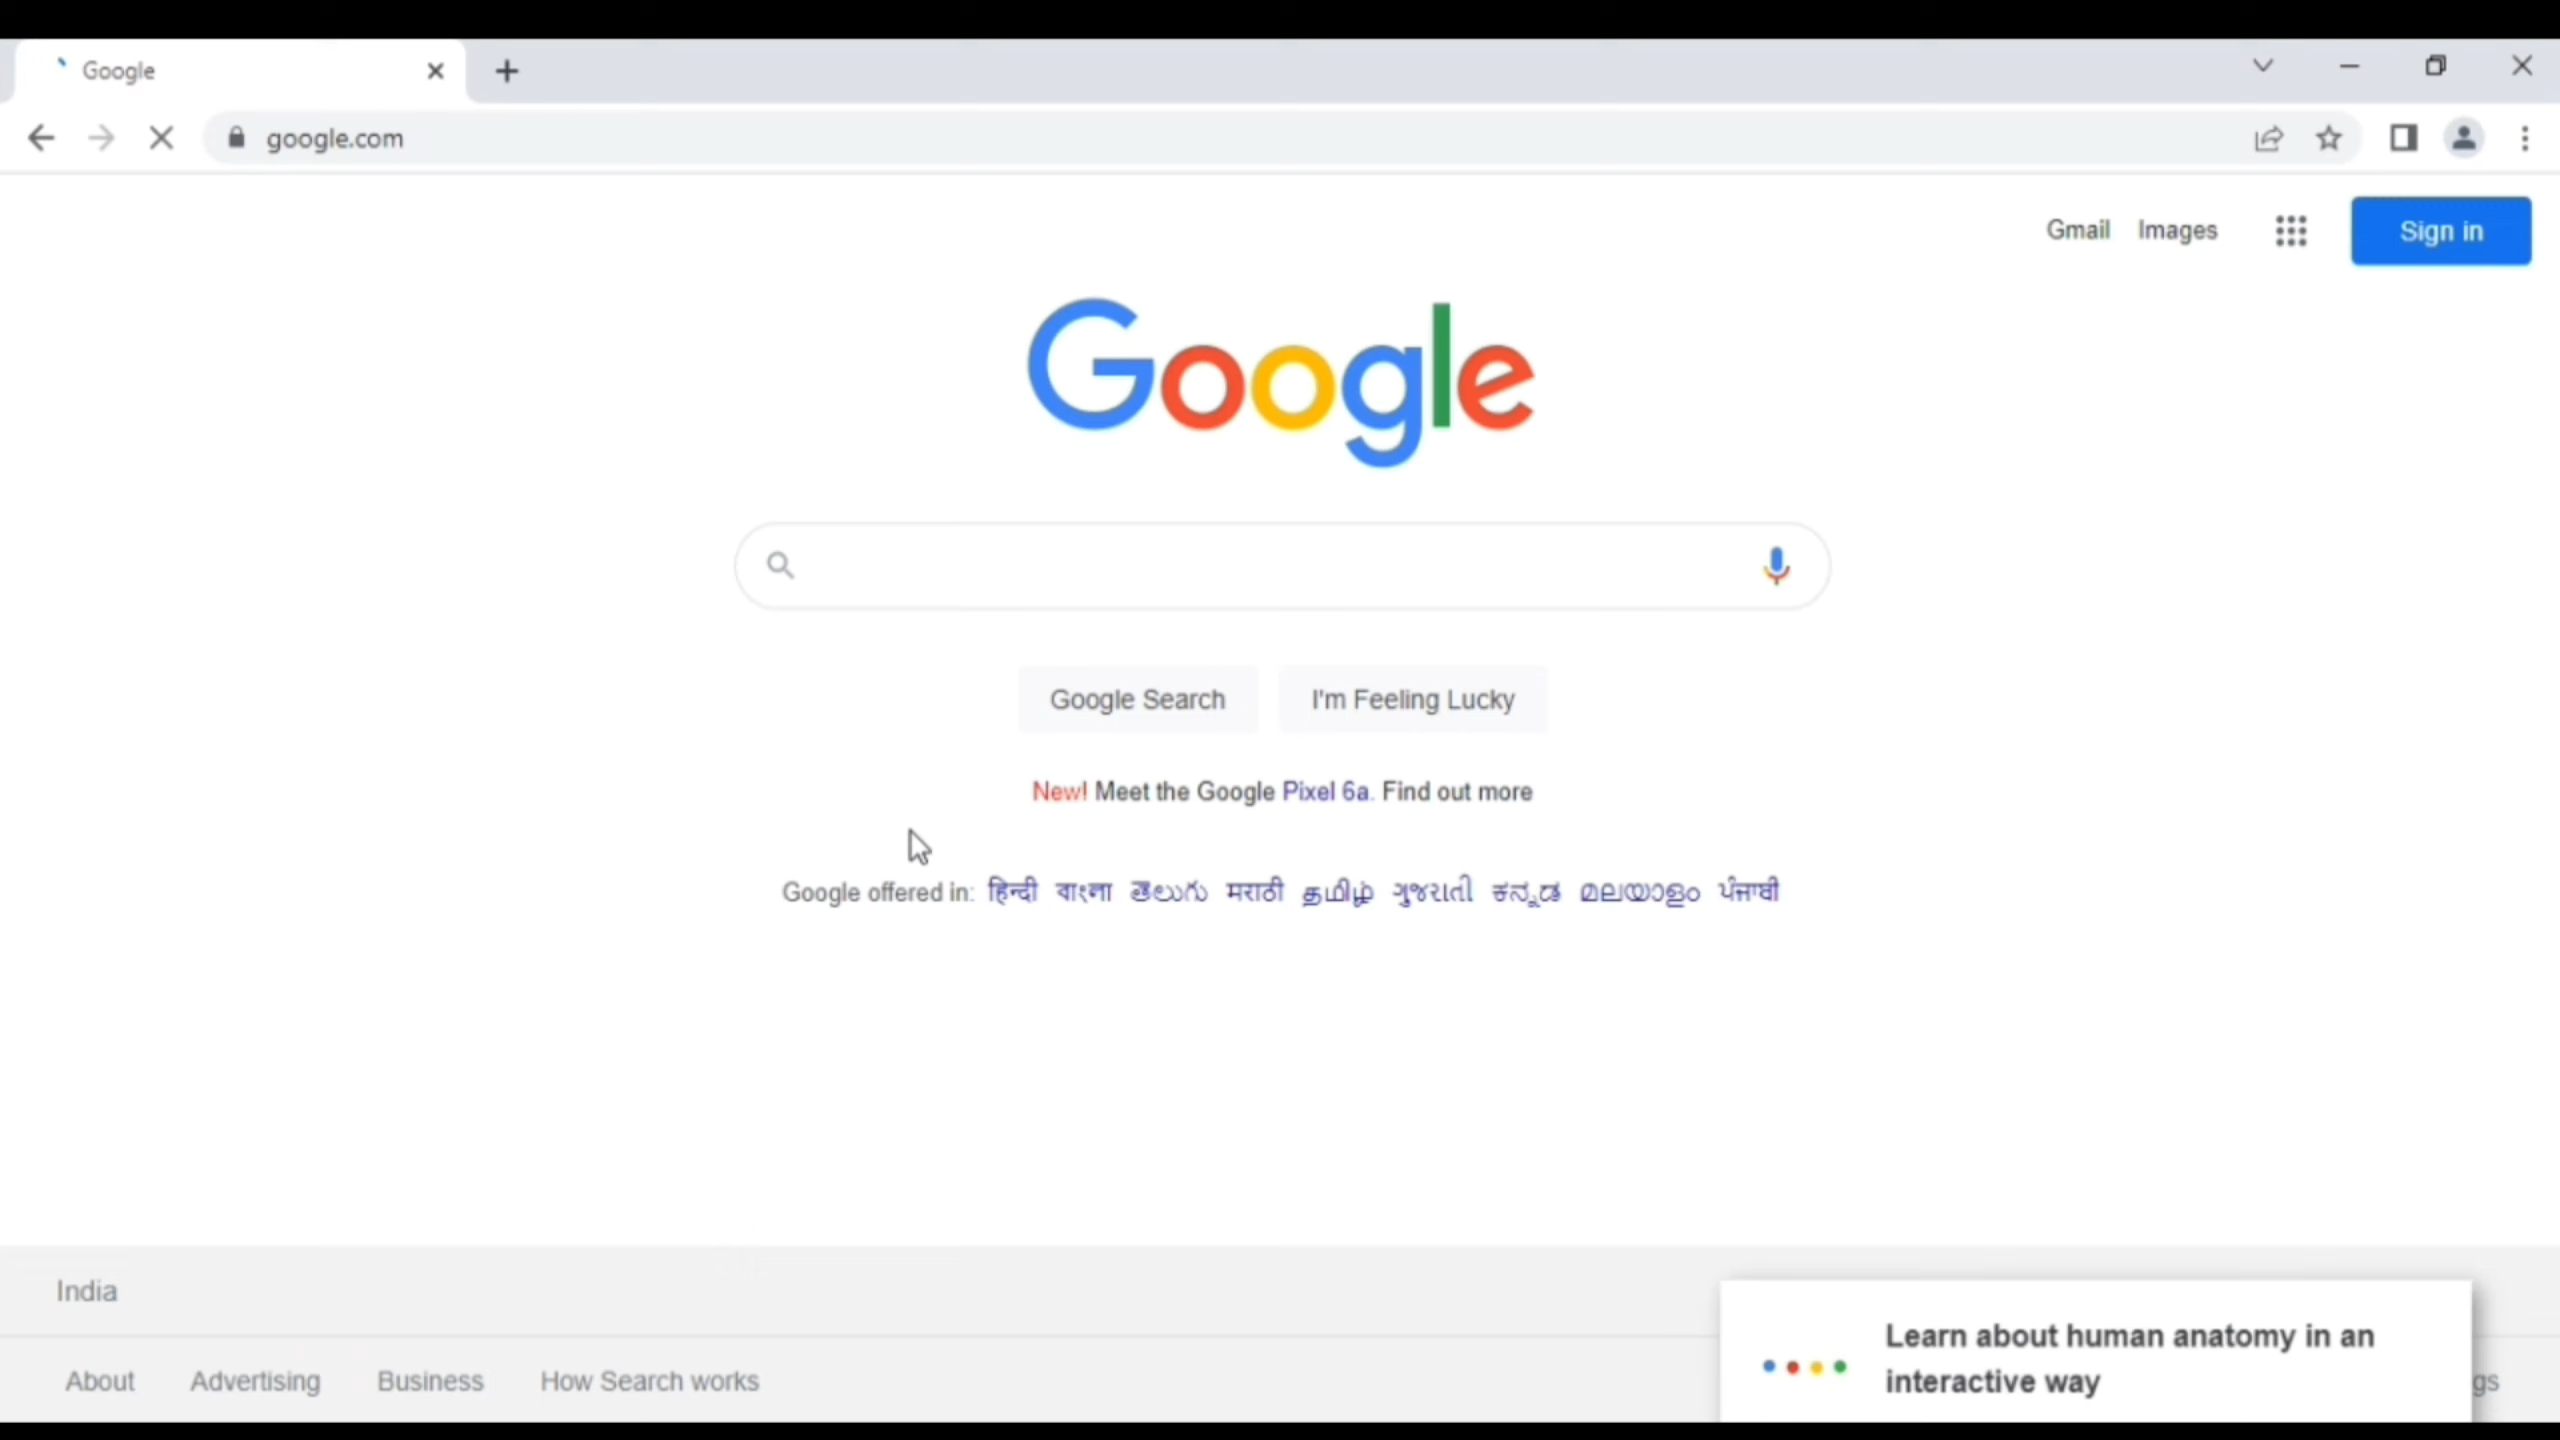 Google
google.com
Gmail Images Sign in
Google
Google Search I'm Feeling Lucky
New! Meet the Google Pixel 6a. Find out more
Google offered in: हिन्दी বাংলা తెలుగు मराठी தமிழ் ગુજરાતી ಕನ್ನಡ മലയാളം ਪੰਜਾਬੀ
India
Learn about human anatomy in an
interactive way
About Advertising Business How Search works